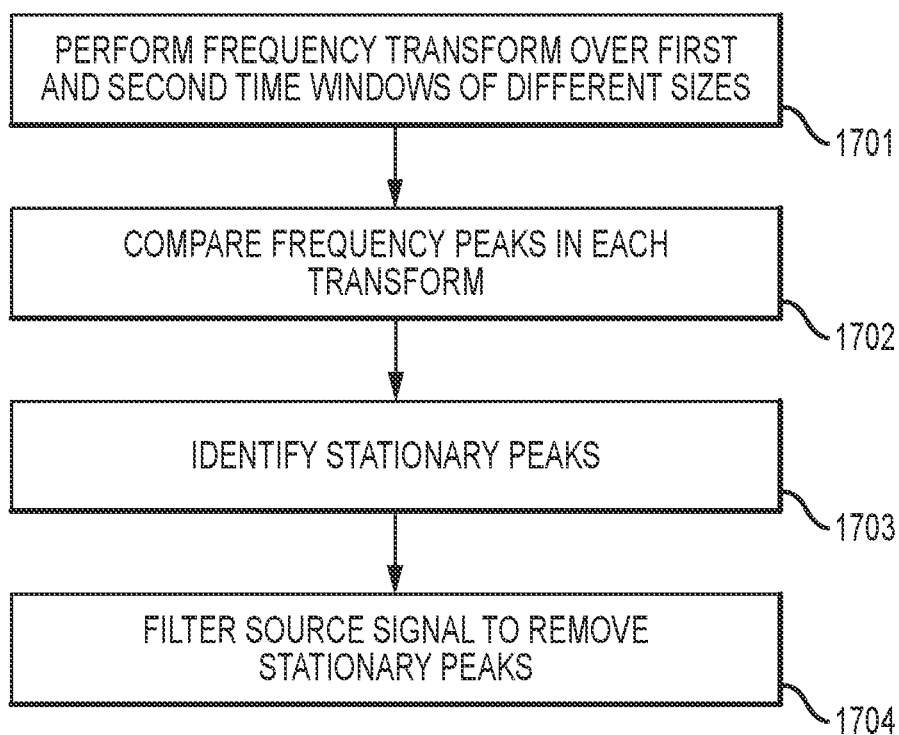 PERFORM FREQUENCY TRANSFORM OVER FIRST
AND SECOND TIME WINDOWS OF DIFFERENT SIZES
1701
COMPARE FREQUENCY PEAKS IN EACH
TRANSFORM
1702
IDENTIFY STATIONARY PEAKS
1703
FILTER SOURCE SIGNAL TO REMOVE
STATIONARY PEAKS
1704